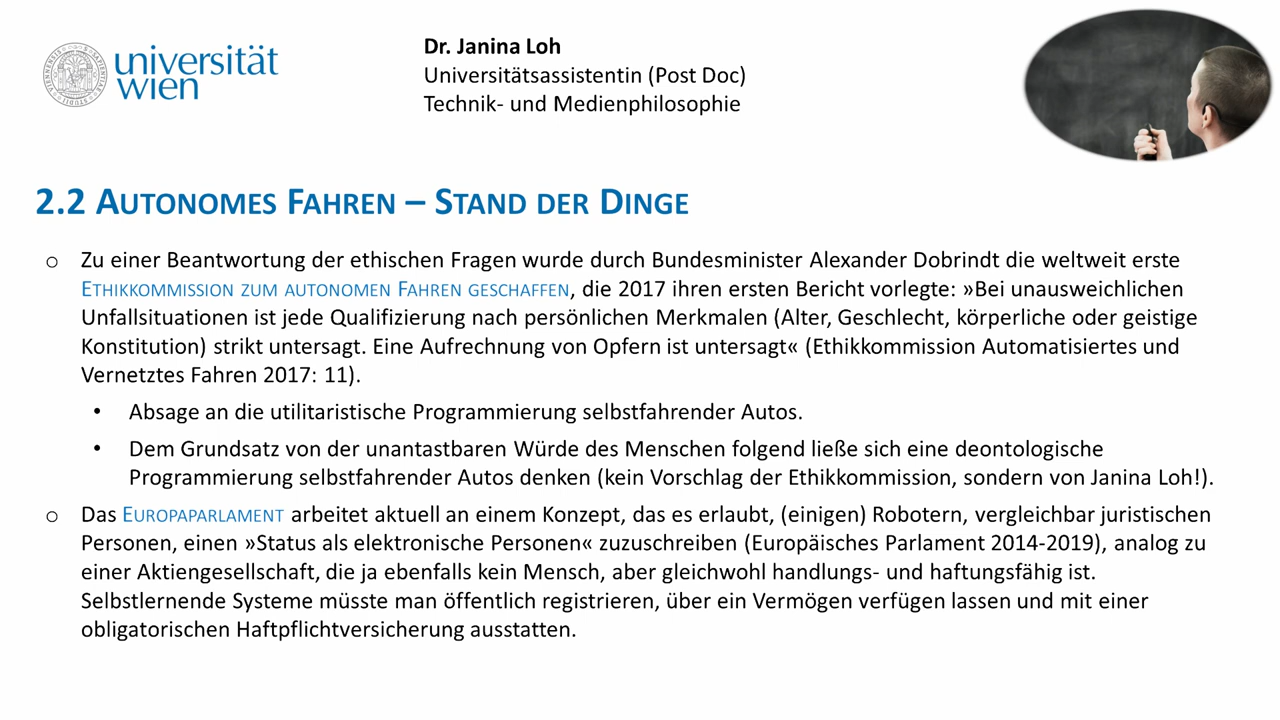 universität
wien
Dr. Janina Loh
Universitätsassistentin (Post Doc)
Technik- und Medienphilosophie
2.2 Autonomes Fahren – Stand der Dinge
o Zu einer Beantwortung der ethischen Fragen wurde durch Bundesminister Alexander Dobrindt die weltweit erste
Ethikkommission zum autonomen Fahren geschaffen, die 2017 ihren ersten Bericht vorlegte: »Bei unausweichlichen
Unfallsituationen ist jede Qualifizierung nach persönlichen Merkmalen (Alter, Geschlecht, körperliche oder geistige
Konstitution) strikt untersagt. Eine Aufrechnung von Opfern ist untersagt« (Ethikkommission Automatisiertes und
Vernetztes Fahren 2017: 11).
• Absage an die utilitaristische Programmierung selbstfahrender Autos.
• Dem Grundsatz von der unantastbaren Würde des Menschen folgend ließe sich eine deontologische
Programmierung selbstfahrender Autos denken (kein Vorschlag der Ethikkommission, sondern von Janina Loh!).
o Das Europaparlament arbeitet aktuell an einem Konzept, das es erlaubt, (einigen) Robotern, vergleichbar juristischen
Personen, einen »Status als elektronische Personen« zuzuschreiben (Europäisches Parlament 2014-2019), analog zu
einer Aktiengesellschaft, die ja ebenfalls kein Mensch, aber gleichwohl handlungs- und haftungsfähig ist.
Selbstlernende Systeme müsste man öffentlich registrieren, über ein Vermögen verfügen lassen und mit einer
obligatorischen Haftpflichtversicherung ausstatten.